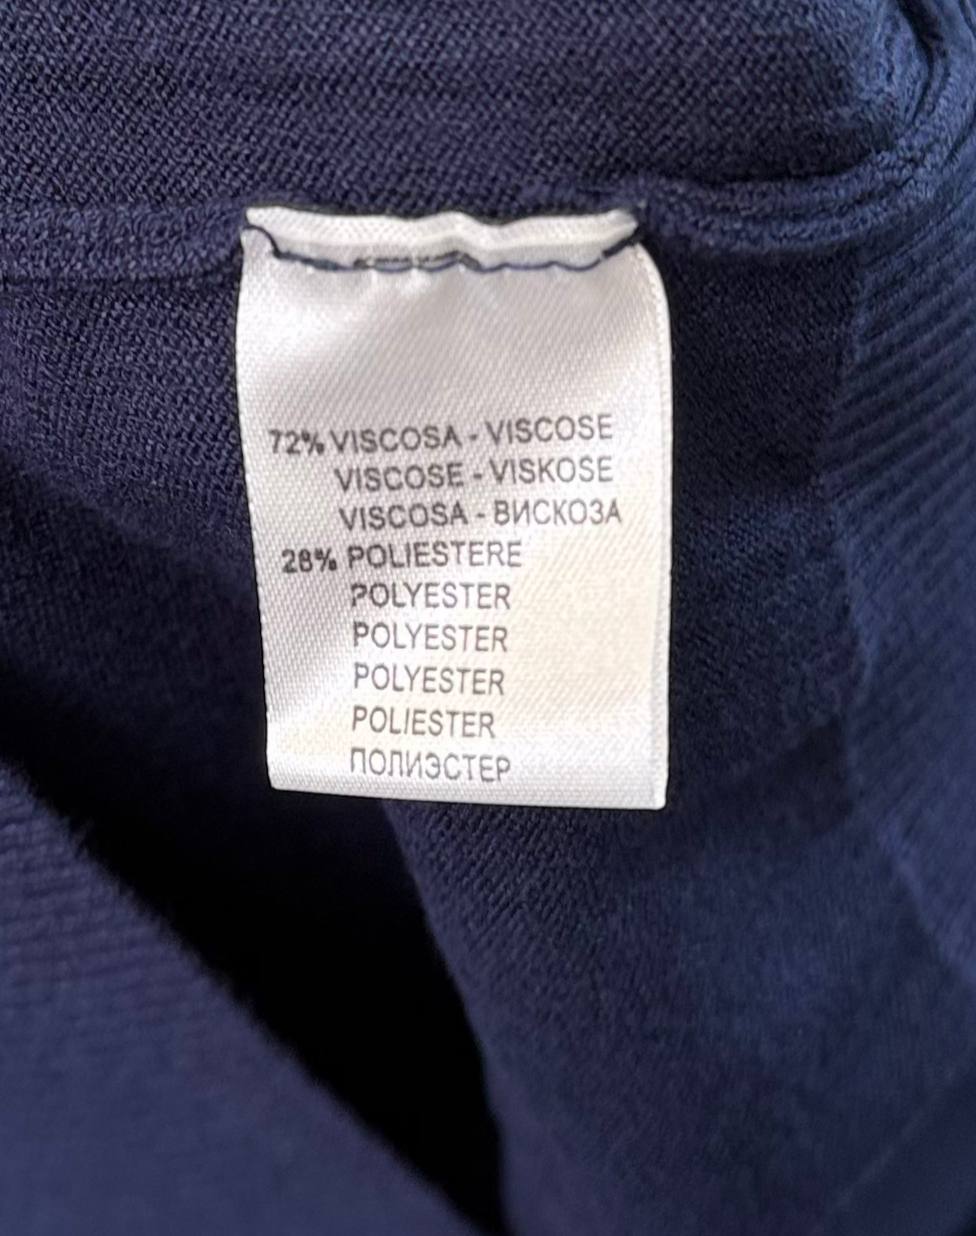 72% VISCOSA - VISCOSE
VISCOSE - VISKOSE
VISCOSA - ВИСКОЗА
28% POLIESTERE
POLYESTER
POLYESTER
POLYESTER
POLIESTER
ПОЛИЭСТЕР